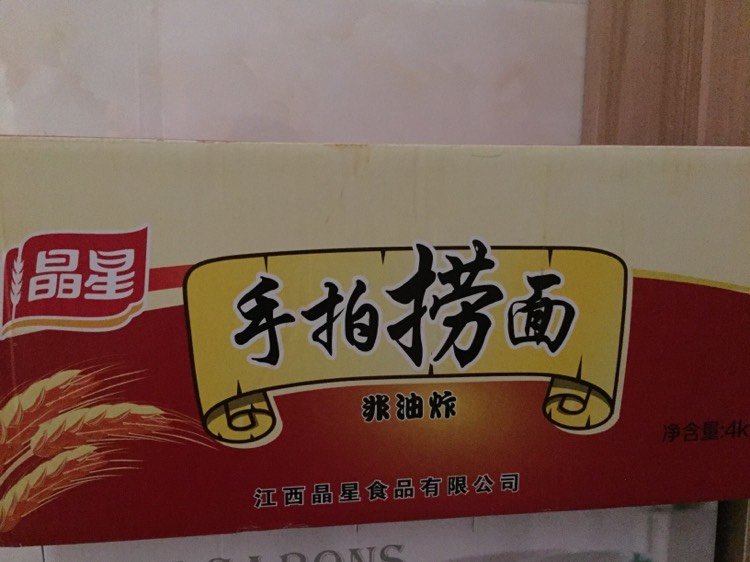 晶星
手拍捞面
非油炸
净含量:4k
江西晶星食品有限公司